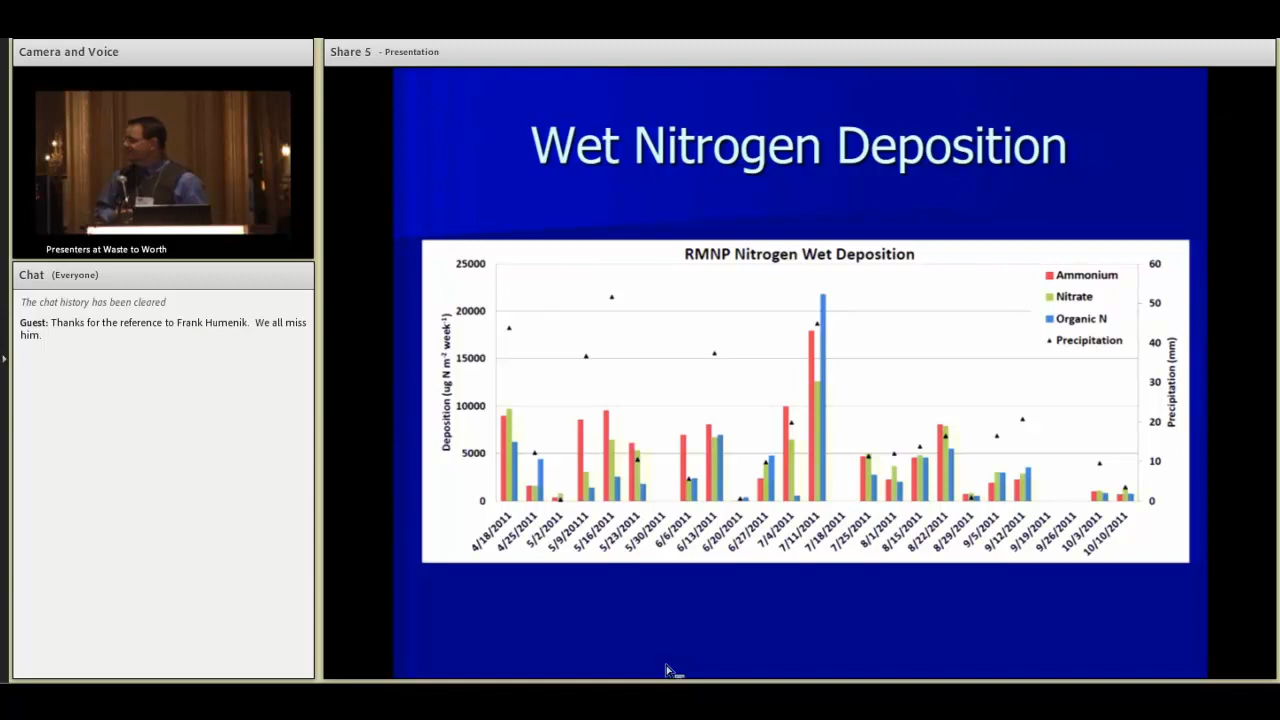 Camera and Voice
Presenters at Waste to Worth
Chat (Everyone)
The chat history has been cleared
Guest: Thanks for the reference to Frank Humenik. We all miss
him.
Share 5 - Presentation
Wet Nitrogen Deposition
RMNP Nitrogen Wet Deposition
Deposition (ug N m⁻² week⁻¹)
25000
20000
15000
10000
5000
0
Ammonium
Nitrate
Organic N
Precipitation
60
50
40
30
20
10
0
Precipitation (mm)
4/18/2011
4/25/2011
5/2/2011
5/9/20111
5/16/2011
5/23/2011
5/30/2011
6/6/2011
6/13/2011
6/20/2011
6/27/2011
7/4/2011
7/11/2011
7/18/2011
7/25/2011
8/1/2011
8/15/2011
8/22/2011
8/29/2011
9/5/2011
9/12/2011
9/19/2011
9/26/2011
10/3/2011
10/10/2011